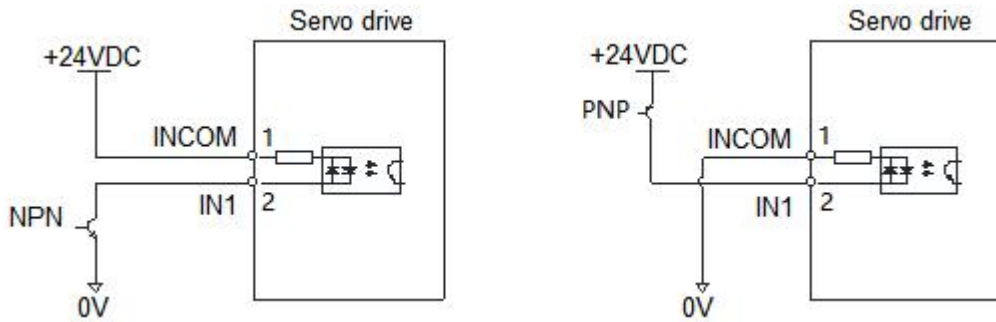 Servo drive
+24VDC
INCOM
1
IN1
2
NPN
0V
Servo drive
+24VDC
PNP
INCOM
1
IN1
2
0V